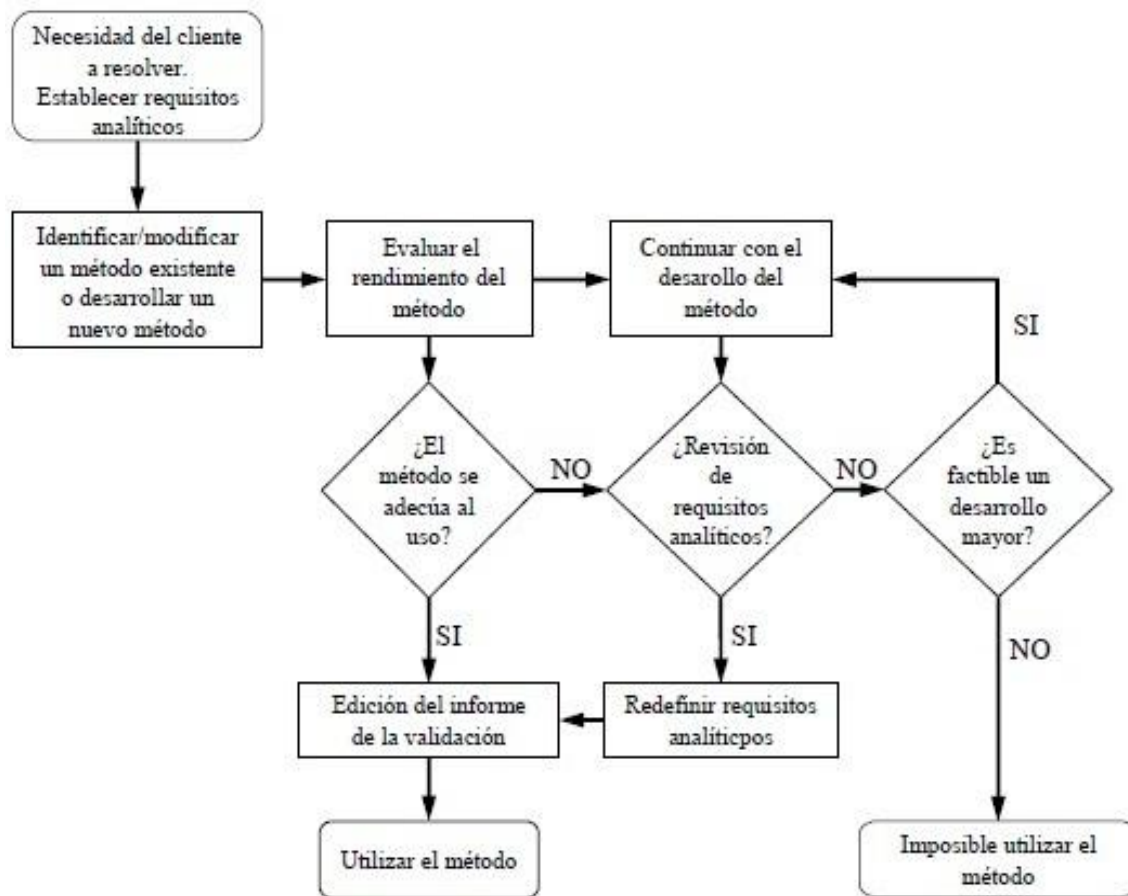 Necesidad del cliente
a resolver.
Establecer requisitos
analíticos
Identificar/modificar
un método existente
o desarrollar un
nuevo método
Evaluar el
rendimiento del
método
Continuar con el
desarollo del
método
SI
¿El
método se
adecúa al
uso?
NO
¿Revisión
de
requisitos
analíticos?
NO
¿Es
factible un
desarrollo
mayor?
SI
SI
NO
Edición del informe
de la validación
Redefinir requisitos
analíticpos
Utilizar el método
Imposible utilizar el
método